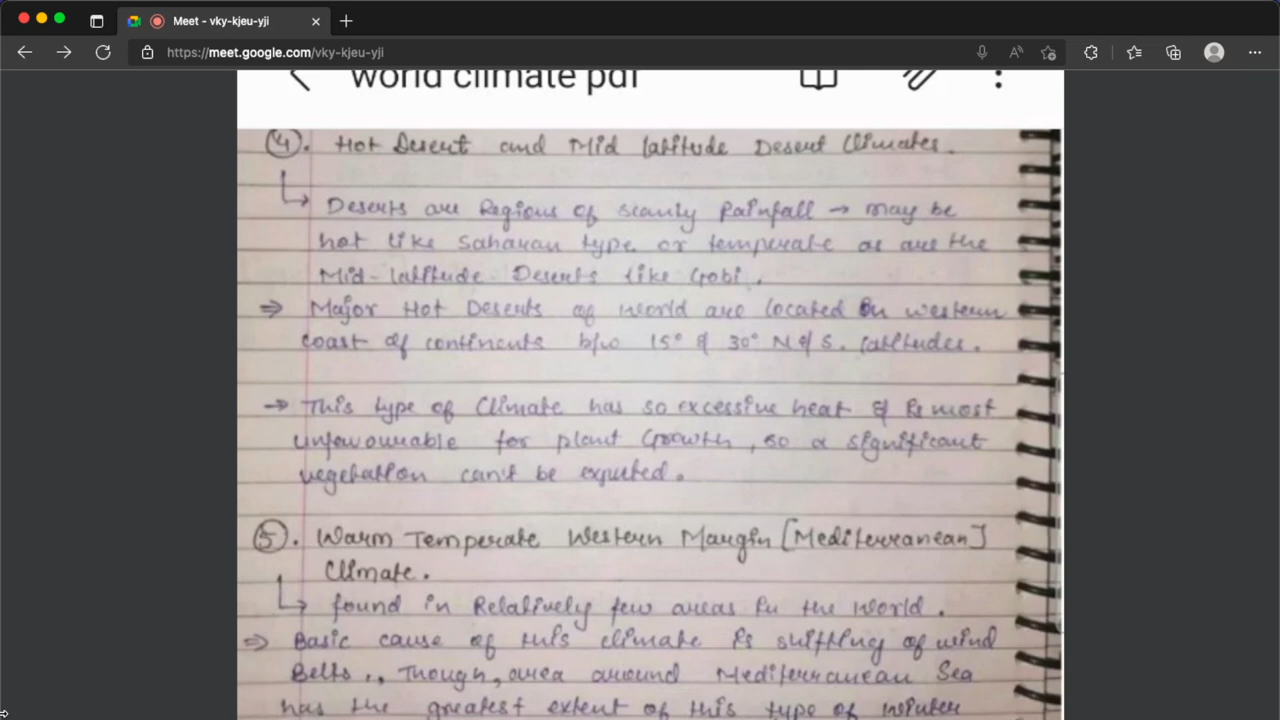 Meet - vky-kjeu-yji
https://meet.google.com/vky-kjeu-yji
world climate pdf
4. Hot Desert and Mid latitude Desert Climates.
Deserts are Regions of scanty Rainfall → may be
hot like Saharan type or temperate as are the
Mid-latitude Deserts like Gobi.
⇒ Major Hot Deserts of world are located on western
coast of continents b/w 15° & 30° N & S. latitudes.
→ This type of Climate has so excessive heat & is most
unfavourable for plant Growth, so a significant
vegetation can't be expected.
5. Warm Temperate Western Margin [Mediterranean]
Climate.
found in Relatively few areas in the World.
⇒ Basic cause of this climate is shifting of wind
Belts., Though, area around Mediterranean Sea
has the greatest extent of this type of winter